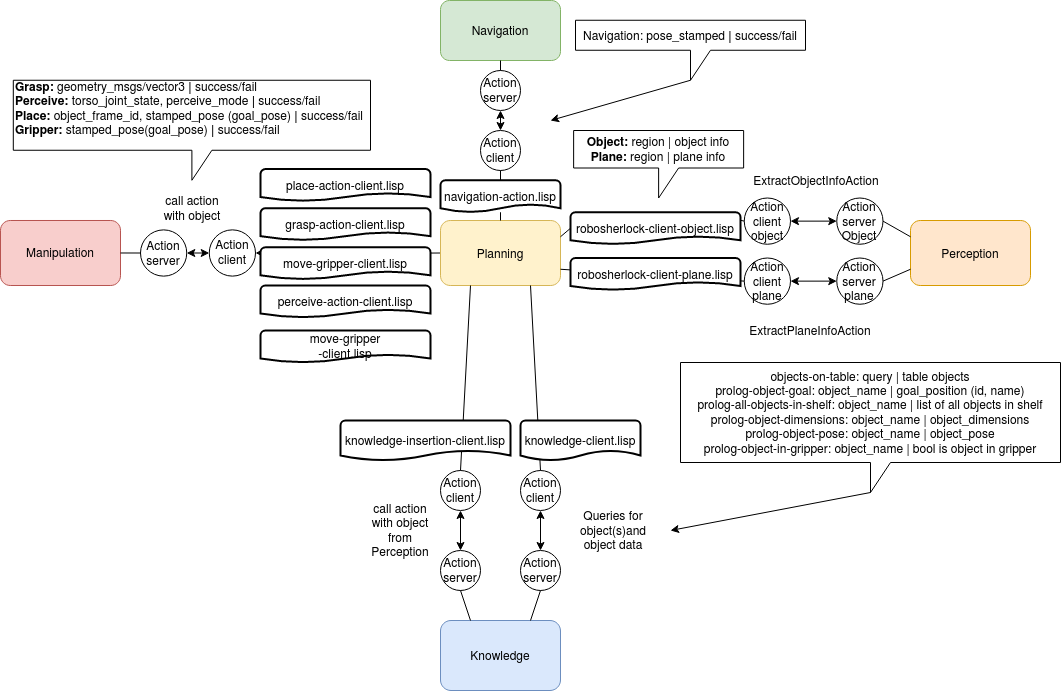 Navigation
Navigation: pose_stamped | success/fail
Action
server
Action
client
navigation-action.lisp
Grasp: geometry_msgs/vector3 | success/fail
Perceive: torso_joint_state, perceive_mode | success/fail
Place: object_frame_id, stamped_pose (goal_pose) | success/fail
Gripper: stamped_pose(goal_pose) | success/fail
Object: region | object info
Plane: region | plane info
call action
with object
Manipulation
Action
server
Action
client
place-action-client.lisp
grasp-action-client.lisp
move-gripper-client.lisp
perceive-action-client.lisp
move-gripper
-client.lisp
Planning
robosherlock-client-object.lisp
robosherlock-client-plane.lisp
ExtractObjectInfoAction
Action
client
object
Action
server
Object
Action
client
plane
Action
server
plane
ExtractPlaneInfoAction
Perception
objects-on-table: query | table objects
prolog-object-goal: object_name | goal_position (id, name)
prolog-all-objects-in-shelf: object_name | list of all objects in shelf
prolog-object-dimensions: object_name | object_dimensions
prolog-object-pose: object_name | object_pose
prolog-object-in-gripper: object_name | bool is object in gripper
knowledge-insertion-client.lisp
knowledge-client.lisp
Action
client
Action
client
call action
with object
from
Perception
Queries for
object(s)and
object data
Action
server
Action
server
Knowledge